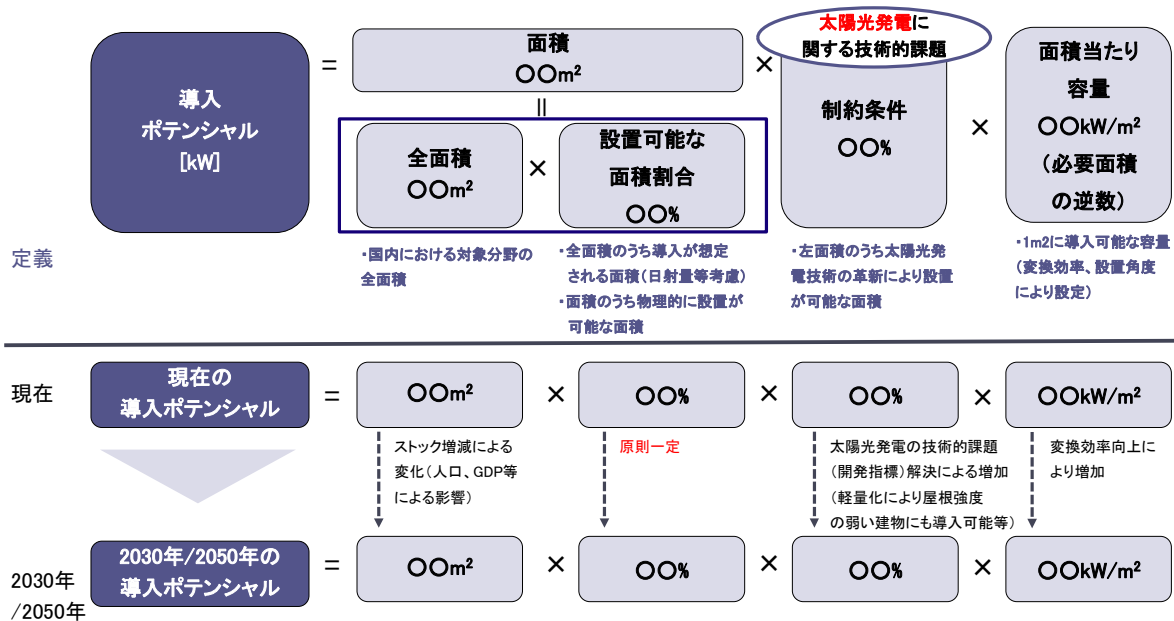 導入
ポテンシャル
[kW]
=
面積
〇〇m²
×
太陽光発電に
関する技術的課題
制約条件
〇〇%
×
面積当たり
容量
〇〇kW/m²
(必要面積
の逆数)
=
全面積
〇〇m²
×
設置可能な
面積割合
〇〇%
定義
・国内における対象分野の
全面積
・全面積のうち導入が想定
される面積(日射量等考慮)
・面積のうち物理的に設置が
可能な面積
・左面積のうち太陽光発
電技術の革新により設置
が可能な面積
・1m2に導入可能な容量
(変換効率、設置角度
により設定)
現在
現在の
導入ポテンシャル
=
〇〇m²
×
〇〇%
×
〇〇%
×
〇〇kW/m²
ストック増減による
変化(人口、GDP等
による影響)
原則一定
太陽光発電の技術的課題
(開発指標)解決による増加
(軽量化により屋根強度
の弱い建物にも導入可能等)
変換効率向上に
より増加
2030年
/2050年
2030年/2050年の
導入ポテンシャル
=
〇〇m²
×
〇〇%
×
〇〇%
×
〇〇kW/m²